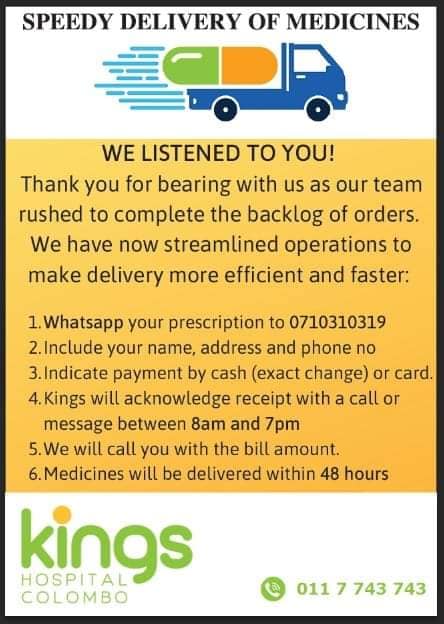 SPEEDY DELIVERY OF MEDICINES
WE LISTENED TO YOU!
Thank you for bearing with us as our team
rushed to complete the backlog of orders.
We have now streamlined operations to
make delivery more efficient and faster:
1. Whatsapp your prescription to 0710310319
2. Include your name, address and phone no
3. Indicate payment by cash (exact change) or card.
4. Kings will acknowledge receipt with a call or
message between 8am and 7pm
5. We will call you with the bill amount.
6. Medicines will be delivered within 48 hours
kings
HOSPITAL
COLOMBO
011 7 743 743